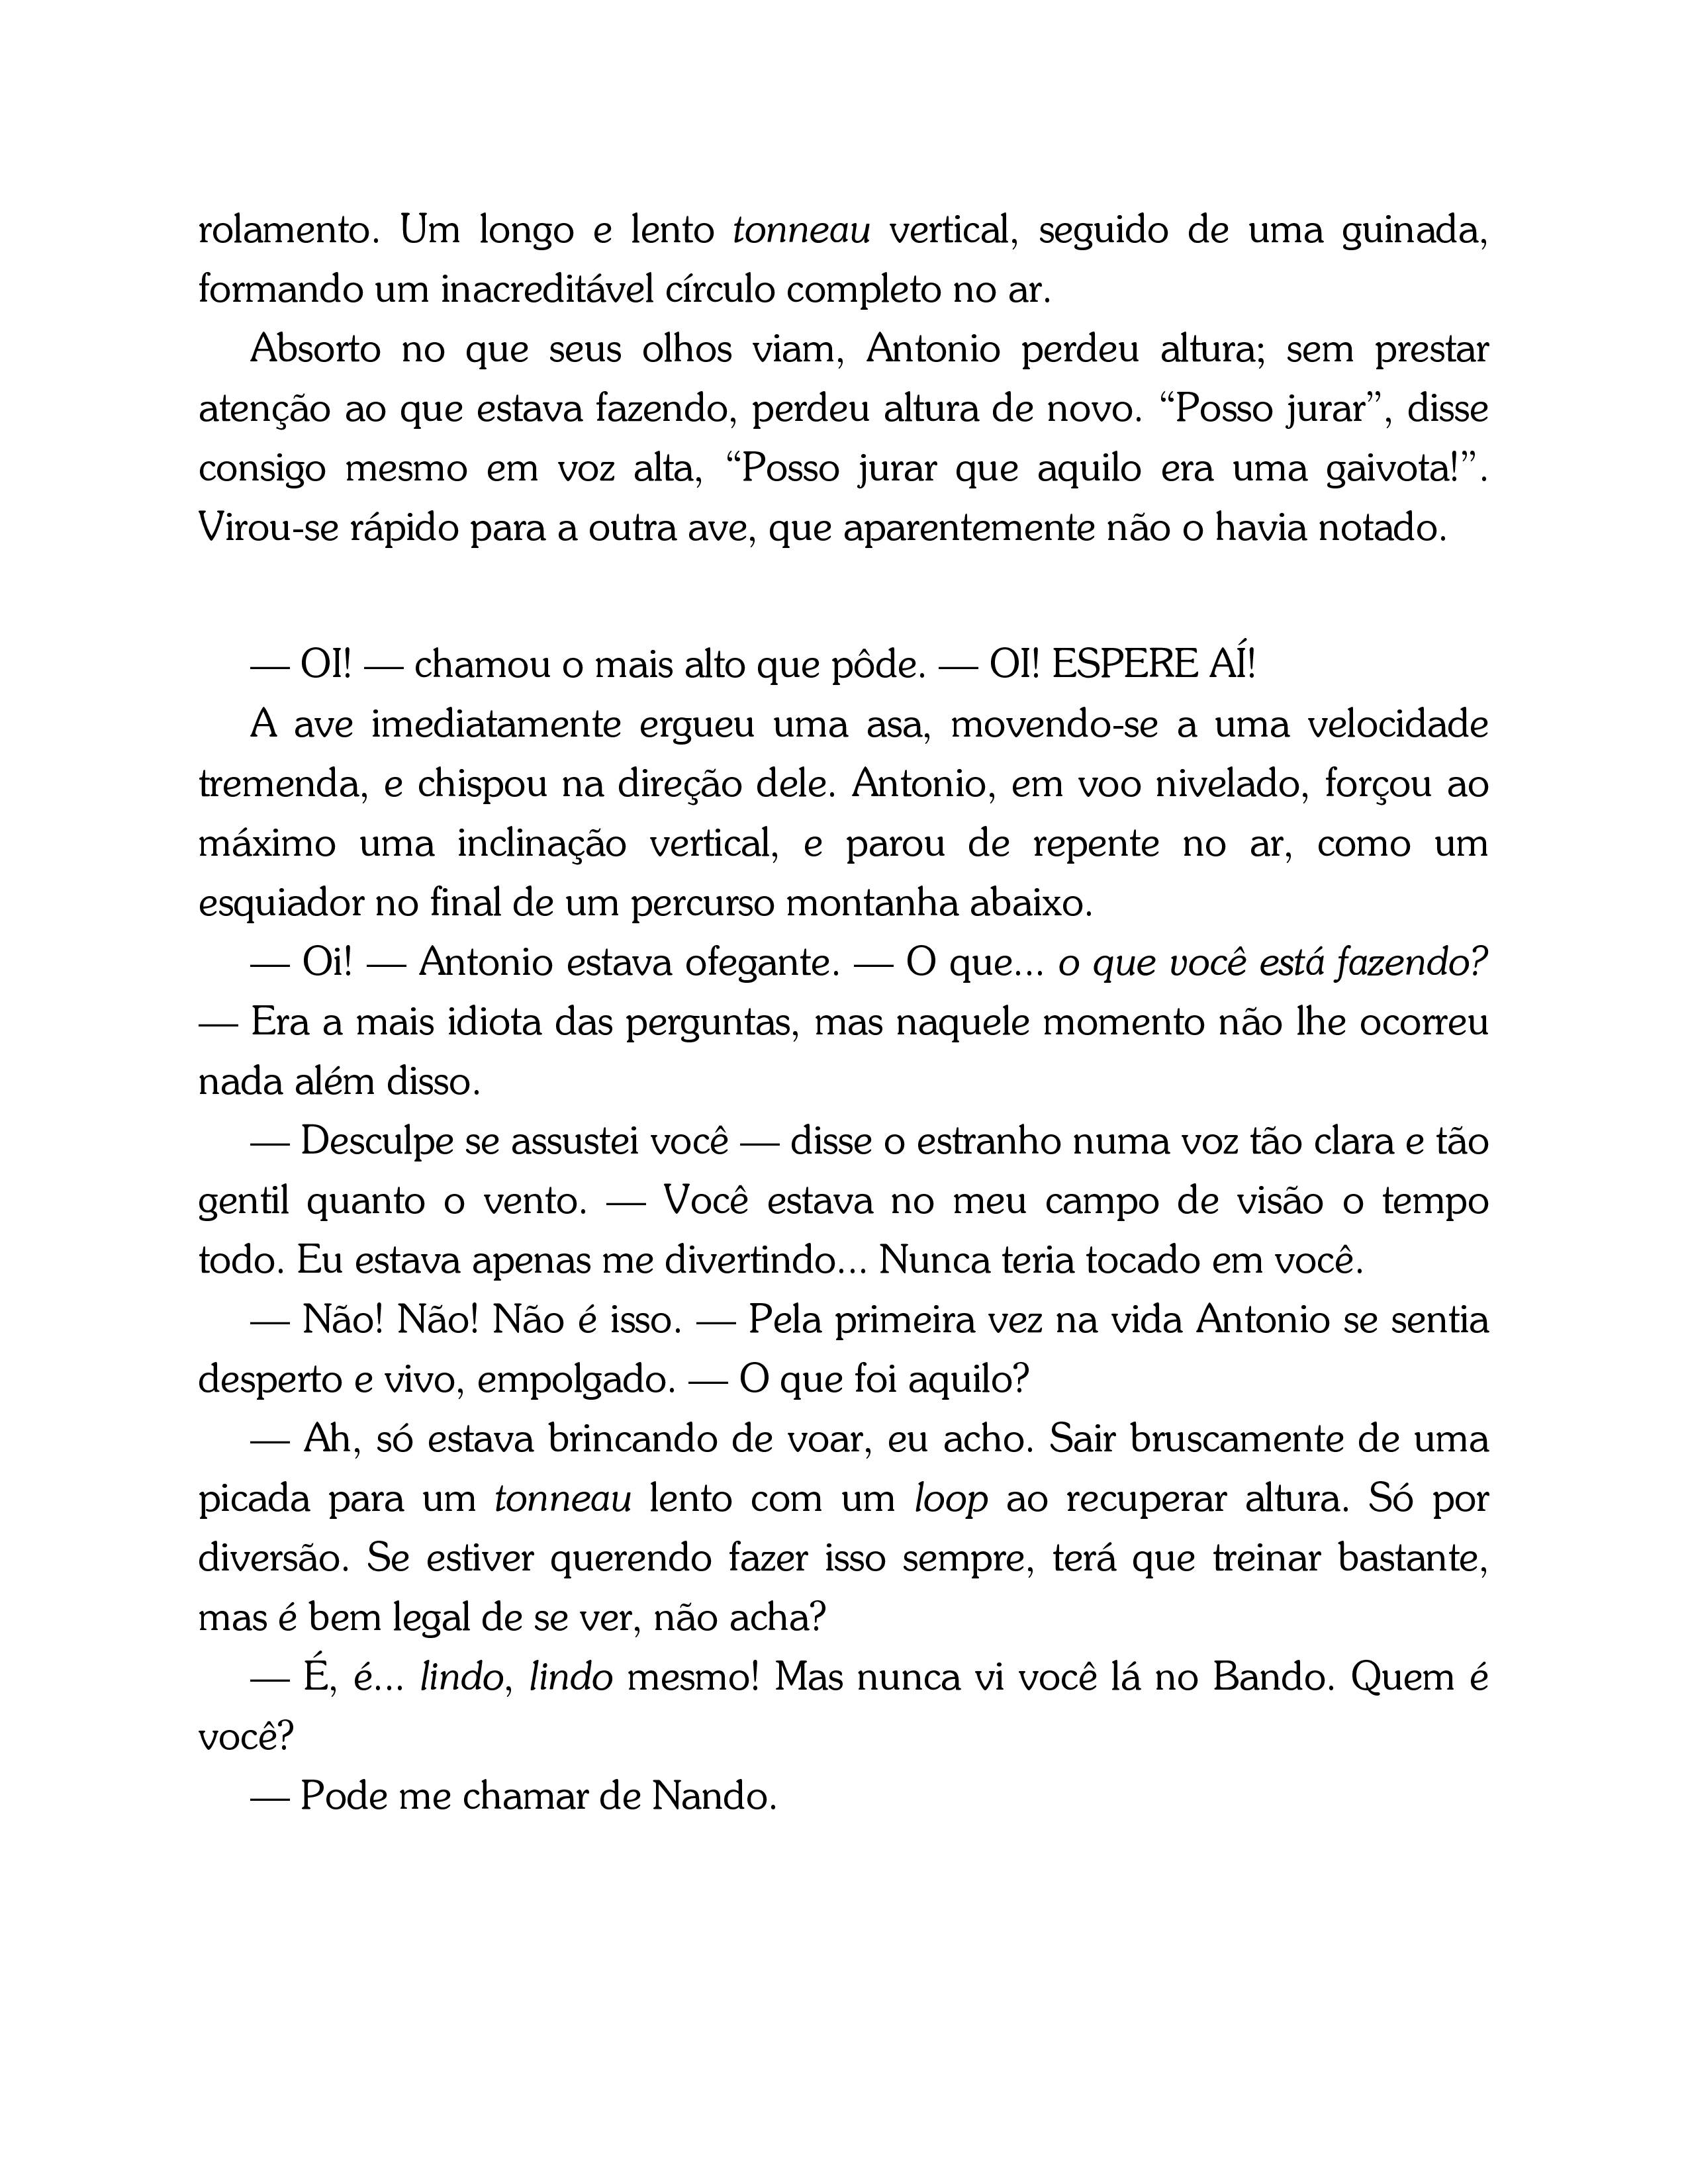 rolamento. Um longo e lento tonneau vertical, seguido de uma guinada,
formando um inacreditável círculo completo no ar.
Absorto no que seus olhos viam, Antonio perdeu altura; sem prestar
atenção ao que estava fazendo, perdeu altura de novo. “Posso jurar”, disse
consigo mesmo em voz alta, “Posso jurar que aquilo era uma gaivota!”.
Virou-se rápido para a outra ave, que aparentemente não o havia notado.
— OI! — chamou o mais alto que pôde. — OI! ESPERE AÍ!
A ave imediatamente ergueu uma asa, movendo-se a uma velocidade
tremenda, e chispou na direção dele. Antonio, em voo nivelado, forçou ao
máximo uma inclinação vertical, e parou de repente no ar, como um
esquiador no final de um percurso montanha abaixo.
— Oi! — Antonio estava ofegante. — O que... o que você está fazendo?
— Era a mais idiota das perguntas, mas naquele momento não lhe ocorreu
nada além disso.
— Desculpe se assustei você — disse o estranho numa voz tão clara e tão
gentil quanto o vento. — Você estava no meu campo de visão o tempo
todo. Eu estava apenas me divertindo... Nunca teria tocado em você.
— Não! Não! Não é isso. — Pela primeira vez na vida Antonio se sentia
desperto e vivo, empolgado. — O que foi aquilo?
— Ah, só estava brincando de voar, eu acho. Sair bruscamente de uma
picada para um tonneau lento com um loop ao recuperar altura. Só por
diversão. Se estiver querendo fazer isso sempre, terá que treinar bastante,
mas é bem legal de se ver, não acha?
— É, é... lindo, lindo mesmo! Mas nunca vi você lá no Bando. Quem é
você?
— Pode me chamar de Nando.